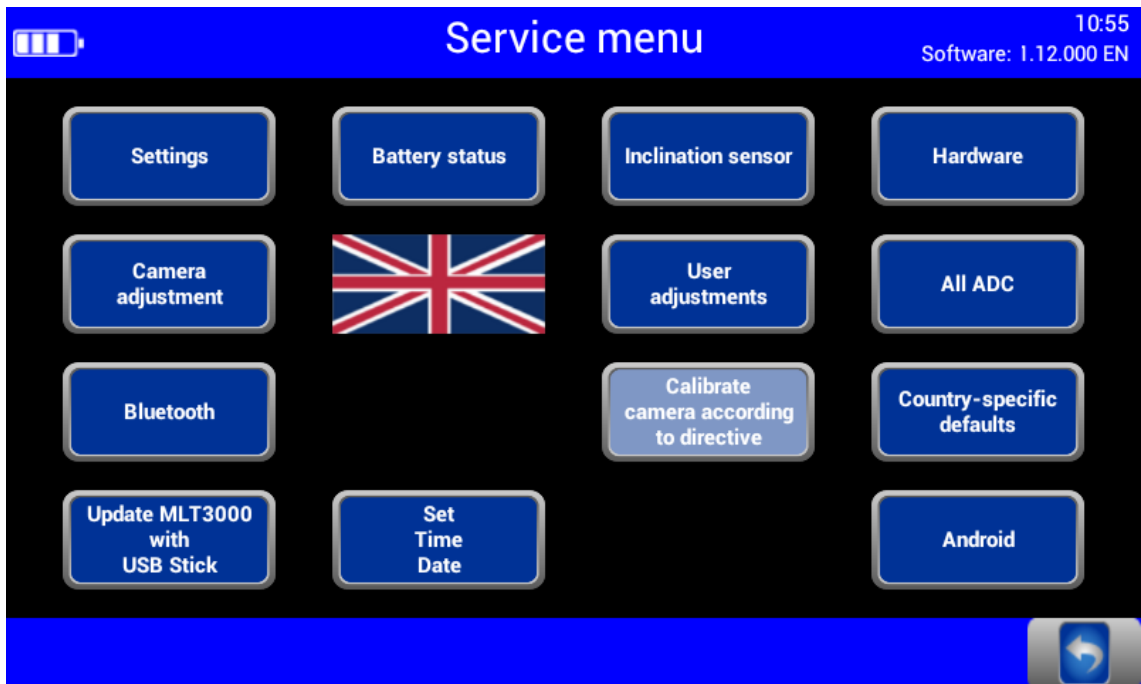 Service menu
10:55
Software: 1.12.000 EN
Settings
Battery status
Inclination sensor
Hardware
Camera
adjustment
User
adjustments
All ADC
Bluetooth
Calibrate
camera according
to directive
Country-specific
defaults
Update MLT3000
with
USB Stick
Set
Time
Date
Android